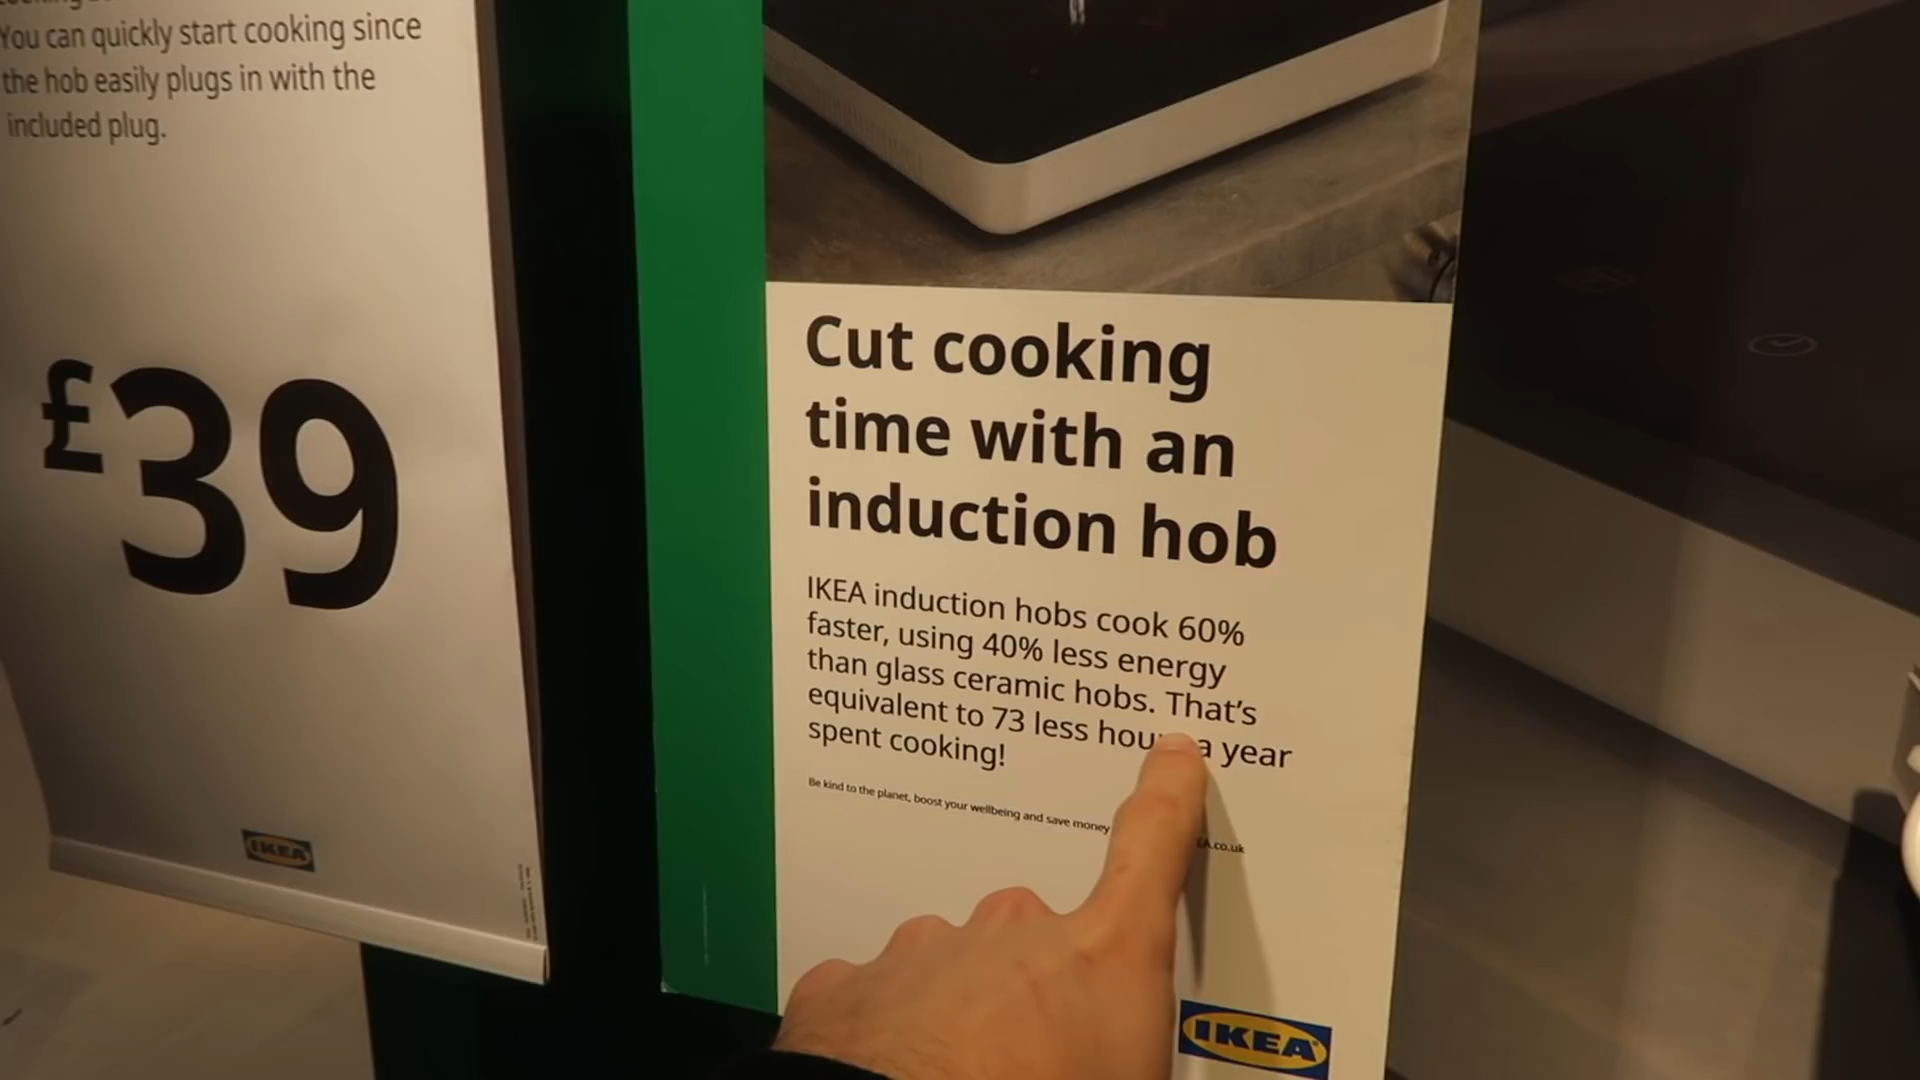 You can quickly start cooking since
the hob easily plugs in with the
included plug.
£39
IKEA
Cut cooking
time with an
induction hob
IKEA induction hobs cook 60%
faster, using 40% less energy
than glass ceramic hobs. That's
equivalent to 73 less a year
spent cooking!
Be kind to the planet, boost your wellbeing and save money
.co.uk
IKEA